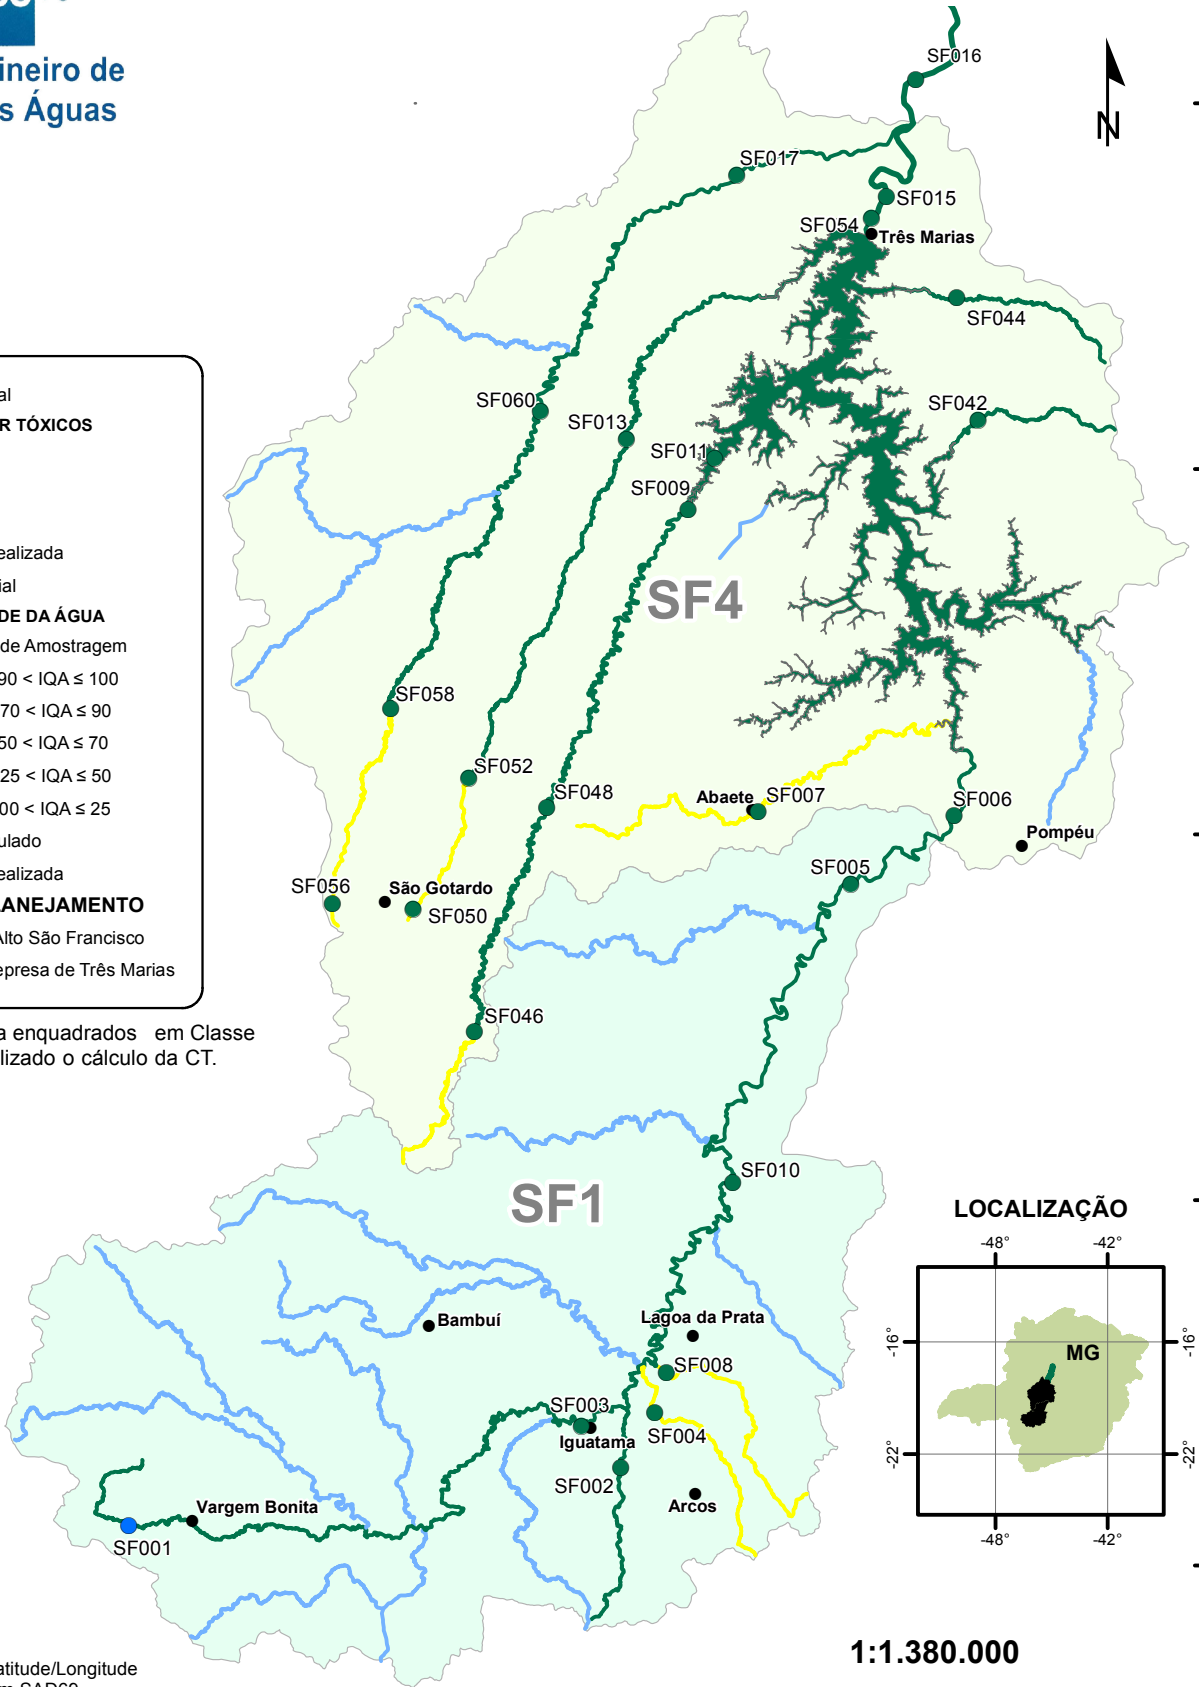 ineiro de
s Águas
al
R TÓXICOS
ealizada
ial
DE DA ÁGUA
de Amostragem
90 < IQA ≤ 100
70 < IQA ≤ 90
50 < IQA ≤ 70
25 < IQA ≤ 50
00 < IQA ≤ 25
ulado
ealizada
LANEJAMENTO
Alto São Francisco
epresa de Três Marias
a enquadrados em Classe
lizado o cálculo da CT.
SF016
N
SF017
SF015
SF054
Três Marias
SF044
SF060
SF013
SF042
SF011
SF009
SF4
SF058
SF052
SF048
Abaete
SF007
SF006
Pompéu
SF005
SF056
São Gotardo
SF050
SF046
SF010
SF1
Bambuí
Lagoa da Prata
SF008
SF003
Iguatama
SF004
SF002
Arcos
Vargem Bonita
SF001
LOCALIZAÇÃO
-48° -42°
-16° MG -16°
-22° -22°
-48° -42°
1:1.380.000
atitude/Longitude